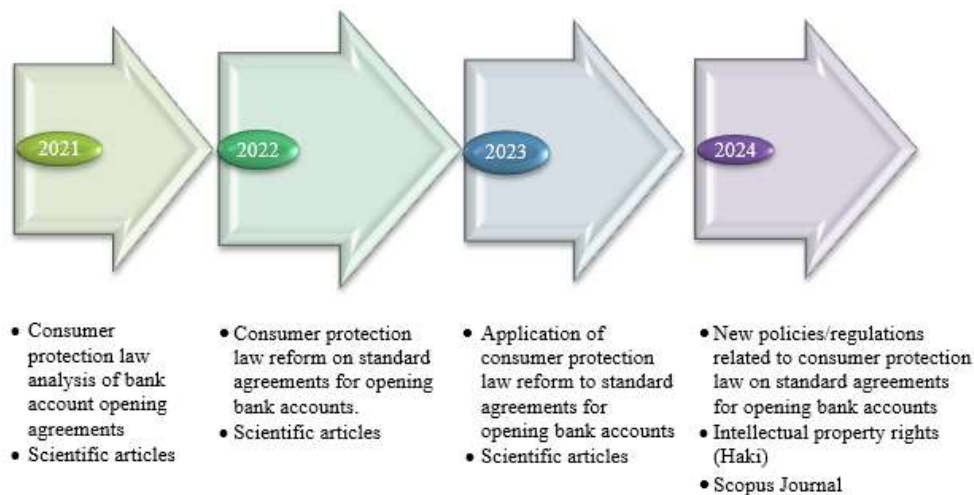 2021
2022
2023
2024
• Consumer
protection law
analysis of bank
account opening
agreements
• Scientific articles
• Consumer protection
law reform on standard
agreements for opening
bank accounts.
• Scientific articles
• Application of
consumer protection
law reform to standard
agreements for
opening bank accounts
• Scientific articles
• New policies/regulations
related to consumer protection
law on standard agreements
for opening bank accounts
• Intellectual property rights
(Haki)
• Scopus Journal